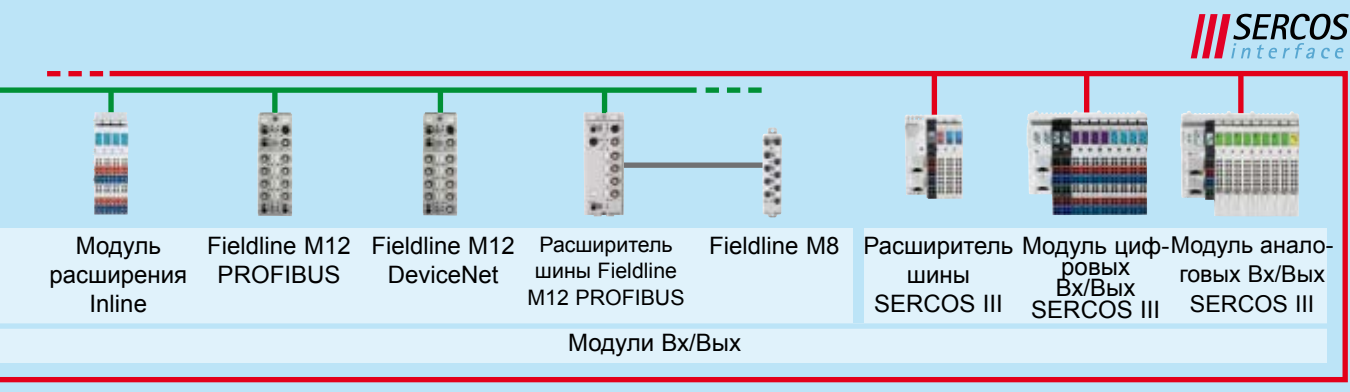 SERCOS
interface
Модуль
расширения
Inline
Fieldline M12
PROFIBUS
Fieldline M12
DeviceNet
Расширитель
шины Fieldline
M12 PROFIBUS
Fieldline M8
Расширитель
шины
SERCOS III
Модуль циф-
ровых
Вх/Вых
SERCOS III
Модуль анало-
говых Вх/Вых
SERCOS III
Модули Вх/Вых